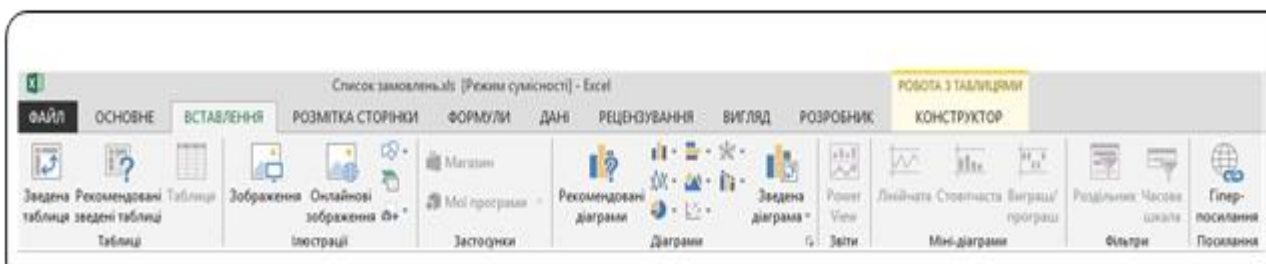 Список замовлень.xls [Режим сумісності] - Excel
РОБОТА З ТАБЛИЦЯМИ
ФАЙЛ ОСНОВНЕ ВСТАВЛЕННЯ РОЗМІТКА СТОРІНКИ ФОРМУЛИ ДАНІ РЕЦЕНЗУВАННЯ ВИГЛЯД РОЗРОБНИК КОНСТРУКТОР
Зведена таблиця
Рекомендовані зведені таблиці
Таблиця
Таблиці
Зображення
Онлайнові зображення
Ілюстрації
Магазин
Мої програми
Застосунки
Рекомендовані діаграми
Зведена діаграма
Діаграми
Power View
Звіти
Лінійчата
Стовпчаста
Виграш/програш
Міні-діаграми
Роздільник
Часова шкала
Фільтри
Гіпер-посилання
Посилання